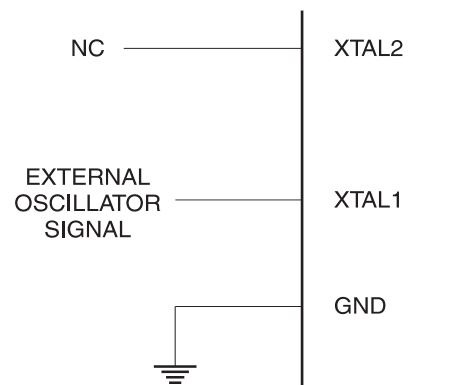 NC
XTAL2
EXTERNAL
OSCILLATOR
SIGNAL
XTAL1
GND